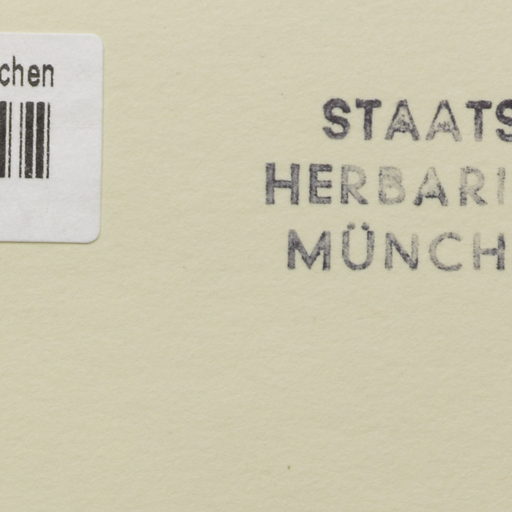 chen
STAATS
HERBARI
MÜNCH